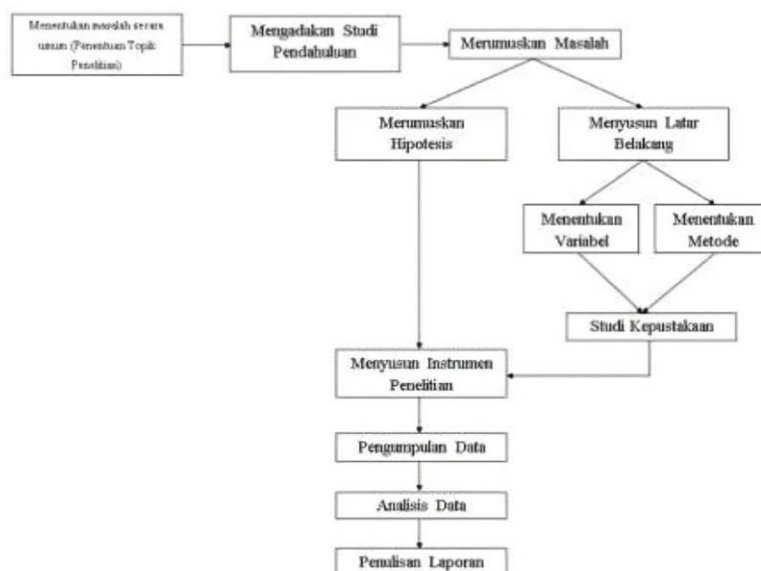 Menentukan masalah secara
umum (Penentuan Topik
Penelitian)
Mengadakan Studi
Pendahuluan
Merumuskan Masalah
Merumuskan
Hipotesis
Menyusun Latar
Belakang
Menentukan
Variabel
Menentukan
Metode
Studi Kepustakaan
Menyusun Instrumen
Penelitian
Pengumpulan Data
Analisis Data
Penulisan Laporan